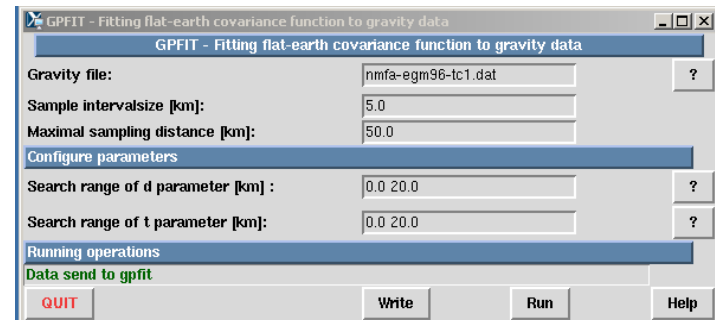 GPFIT - Fitting flat-earth covariance function to gravity data
GPFIT - Fitting flat-earth covariance function to gravity data
Gravity file: nmfa-egm96-tc1.dat ?
Sample intervalsize [km]: 5.0
Maximal sampling distance [km]: 50.0
Configure parameters
Search range of d parameter [km] : 0.0 20.0 ?
Search range of t parameter [km]: 0.0 20.0 ?
Running operations
Data send to gpfit
QUIT Write Run Help